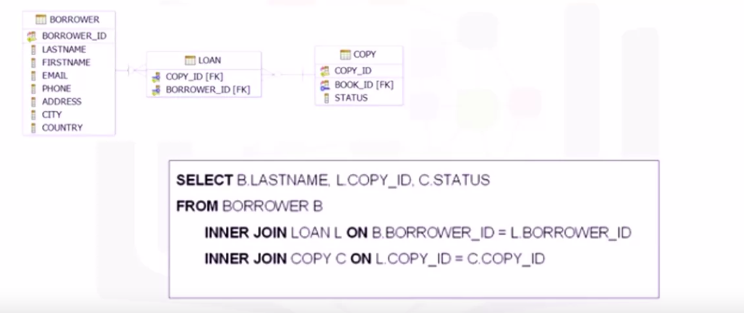 BORROWER
BORROWER_ID
LASTNAME
FIRSTNAME
EMAIL
PHONE
ADDRESS
CITY
COUNTRY
LOAN
COPY_ID [FK]
BORROWER_ID [FK]
COPY
COPY_ID
BOOK_ID [FK]
STATUS
SELECT B.LASTNAME, L.COPY_ID, C.STATUS
FROM BORROWER B
INNER JOIN LOAN L ON B.BORROWER_ID = L.BORROWER_ID
INNER JOIN COPY C ON L.COPY_ID = C.COPY_ID